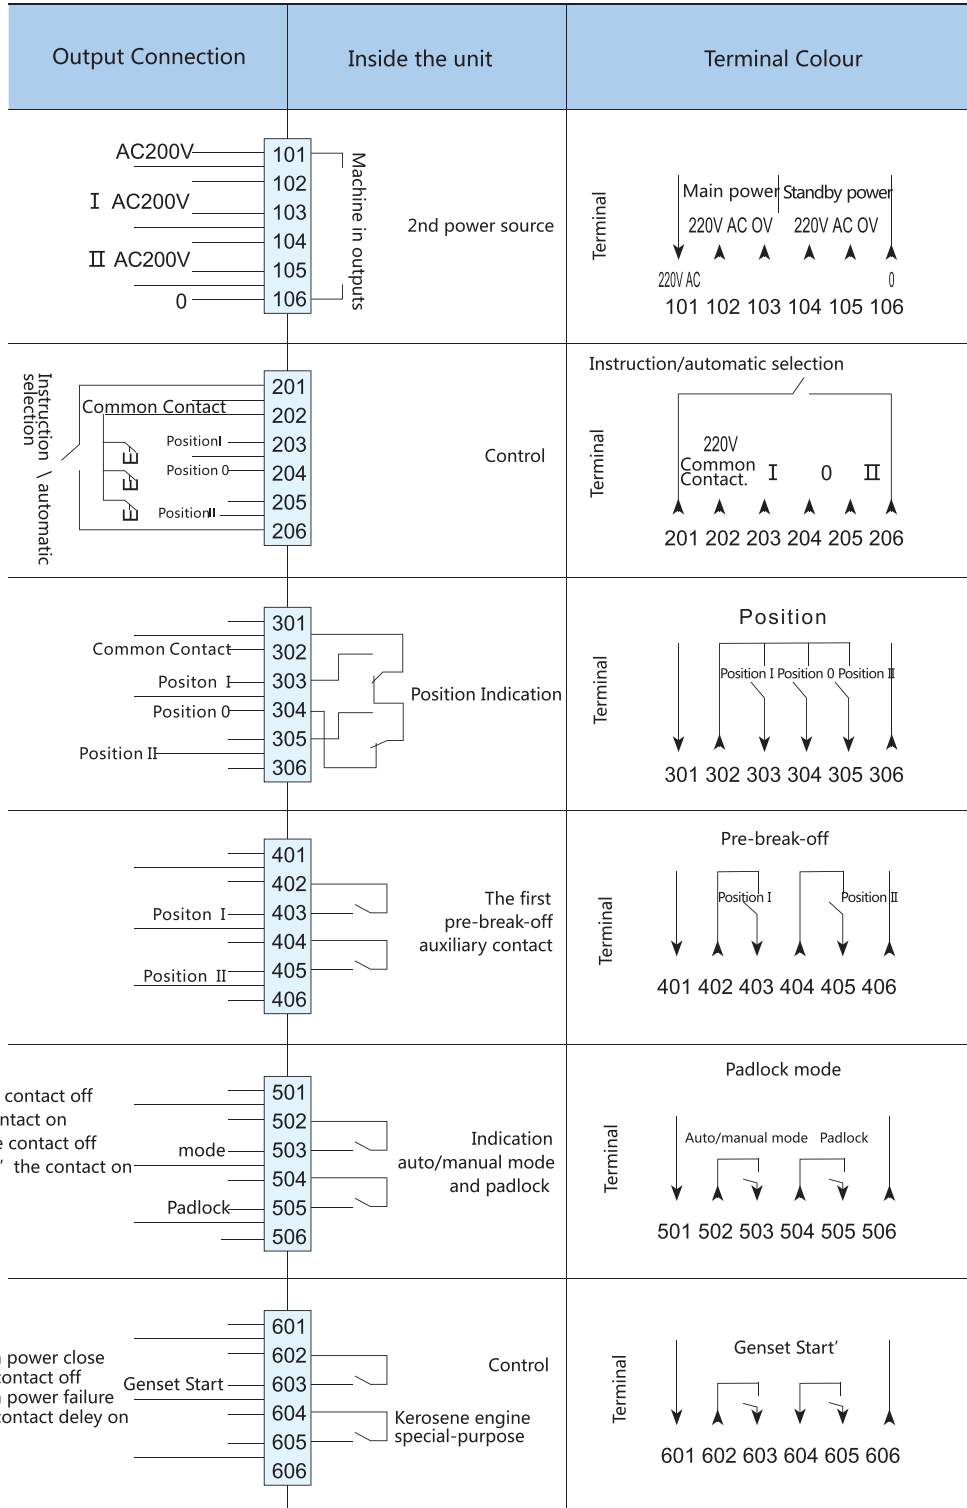 Output Connection
Inside the unit
Terminal Colour
AC200V
I AC200V
II AC200V
0
101
102
103
104
105
106
Machine in outputs
2nd power source
Terminal
Main power Standby power
220V AC OV 220V AC OV
220V AC 0
101 102 103 104 105 106
Instruction \ automatic
selection
Common Contact
PositionI
Position 0
PositionII
201
202
203
204
205
206
Control
Instruction/automatic selection
Terminal
220V
Common
Contact. I 0 II
201 202 203 204 205 206
Common Contact
Positon I
Position 0
Position II
301
302
303
304
305
306
Position Indication
Position
Terminal
Position I Position 0 Position II
301 302 303 304 305 306
Positon I
Position II
401
402
403
404
405
406
The first
pre-break-off
auxiliary contact
Pre-break-off
Terminal
Position I Position II
401 402 403 404 405 406
contact off
ntact on
e contact off
' the contact on
mode
Padlock
501
502
503
504
505
506
Indication
auto/manual mode
and padlock
Padlock mode
Terminal
Auto/manual mode Padlock
501 502 503 504 505 506
power close
contact off
power failure
contact deley on
Genset Start
601
602
603
604
605
606
Control
Kerosene engine
special-purpose
Genset Start'
Terminal
601 602 603 604 605 606